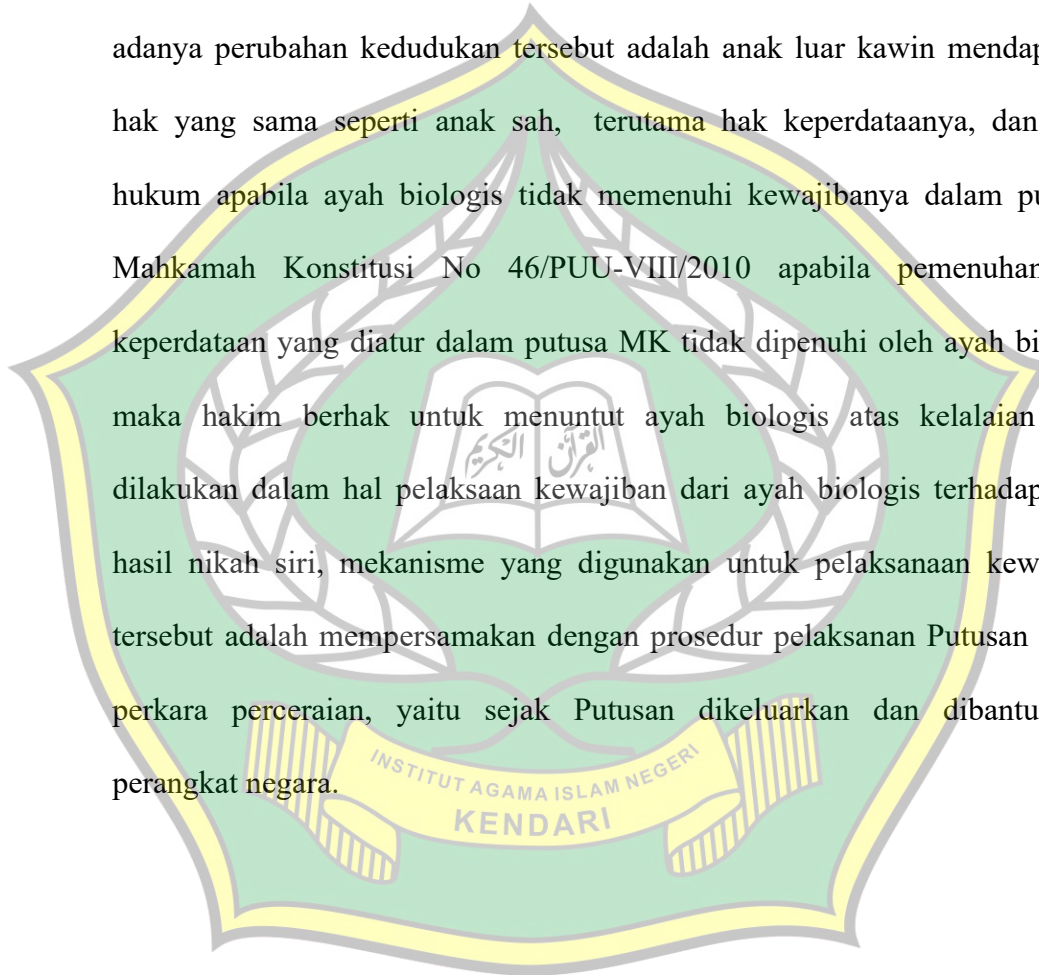 adanya perubahan kedudukan tersebut adalah anak luar kawin mendap
hak yang sama seperti anak sah, terutama hak keperdataanya, dan
hukum apabila ayah biologis tidak memenuhi kewajibanya dalam pu
Mahkamah Konstitusi No 46/PUU-VIII/2010 apabila pemenuhan
keperdataan yang diatur dalam putusa MK tidak dipenuhi oleh ayah bi
maka hakim berhak untuk menuntut ayah biologis atas kelalaian
القرآن الكريم
dilakukan dalam hal pelaksaan kewajiban dari ayah biologis terhadap
hasil nikah siri, mekanisme yang digunakan untuk pelaksanaan kew
tersebut adalah mempersamakan dengan prosedur pelaksanan Putusan
perkara perceraian, yaitu sejak Putusan dikeluarkan dan dibantu
perangkat negara.
INSTITUT AGAMA ISLAM NEGERI
KENDARI